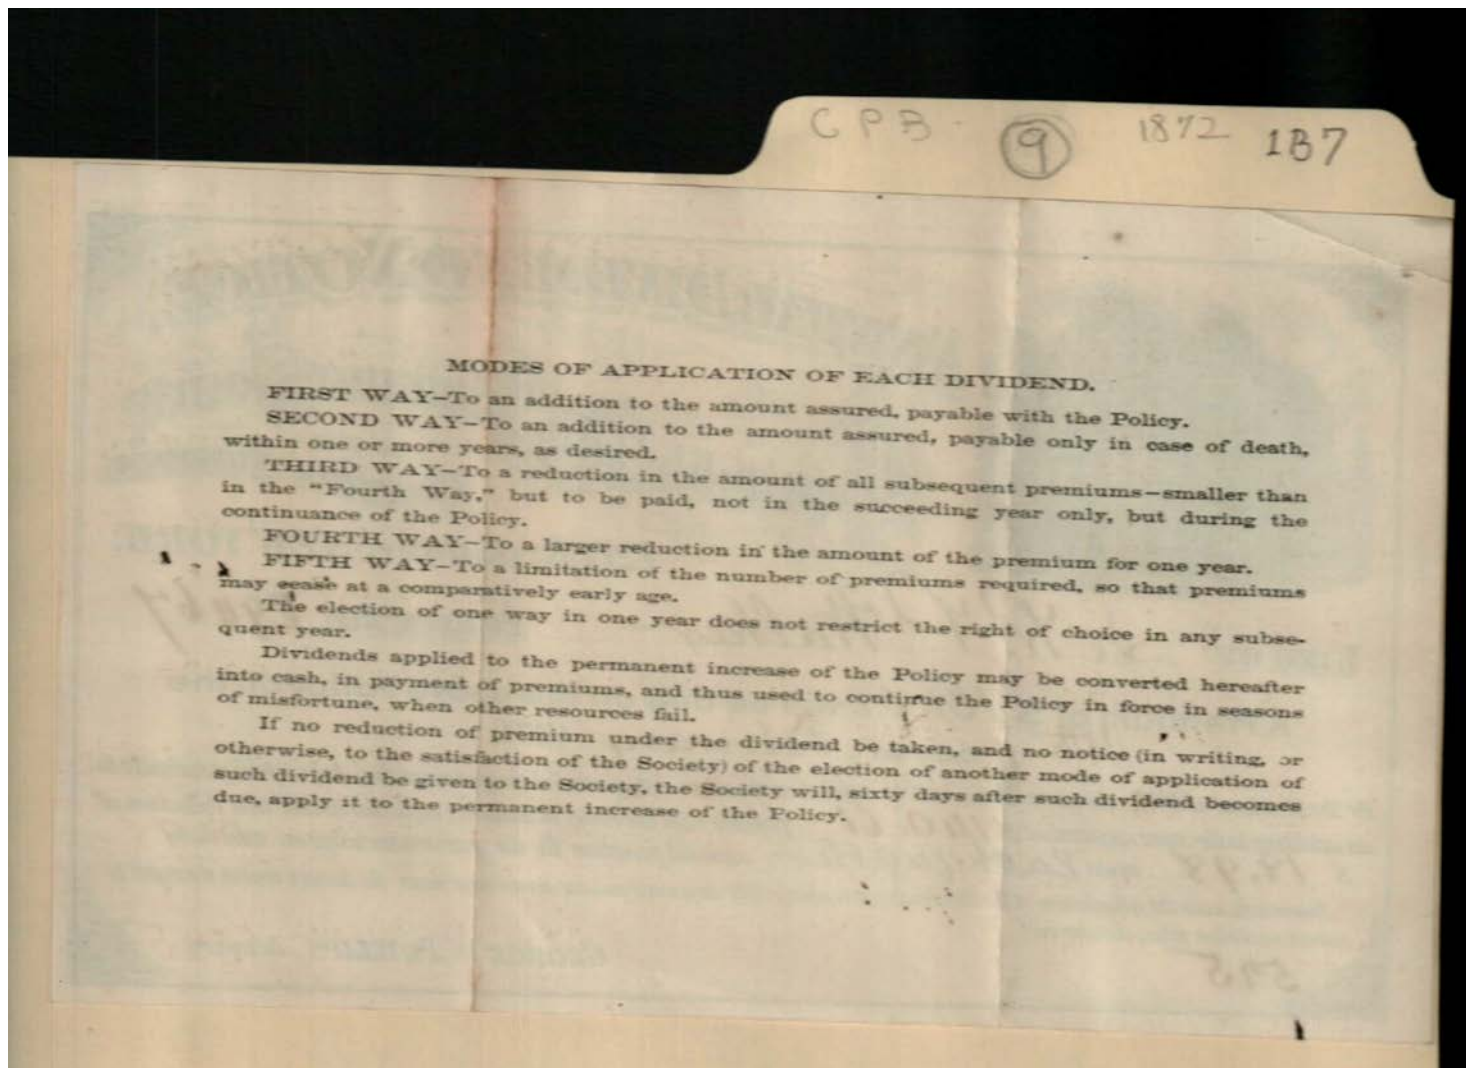 CPB 9 1872 1B7
MODES OF APPLICATION OF EACH DIVIDEND.
FIRST WAY—To an addition to the amount assured, payable with the Policy.
SECOND WAY—To an addition to the amount assured, payable only in case of death,
within one or more years, as desired.
THIRD WAY—To a reduction in the amount of all subsequent premiums—smaller than
in the "Fourth Way," but to be paid, not in the succeeding year only, but during the
continuance of the Policy.
FOURTH WAY—To a larger reduction in the amount of the premium for one year.
FIFTH WAY—To a limitation of the number of premiums required, so that premiums
may cease at a comparatively early age.
The election of one way in one year does not restrict the right of choice in any subse-
quent year.
Dividends applied to the permanent increase of the Policy may be converted hereafter
into cash, in payment of premiums, and thus used to continue the Policy in force in seasons
of misfortune, when other resources fail.
If no reduction of premium under the dividend be taken, and no notice (in writing, or
otherwise, to the satisfaction of the Society) of the election of another mode of application of
such dividend be given to the Society, the Society will, sixty days after such dividend becomes
due, apply it to the permanent increase of the Policy.